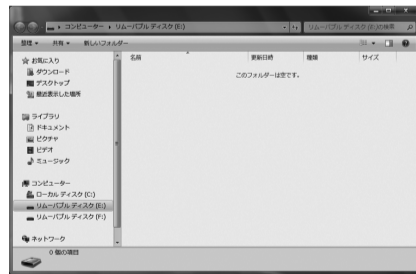 コンピューター ▸ リムーバブル ディスク (E:)
リムーバブル ディスク (E:)の検索
整理 ▾ 共有 ▾ 新しいフォルダー
名前 更新日時 種類 サイズ
このフォルダーは空です。
お気に入り
ダウンロード
デスクトップ
最近表示した場所
ライブラリ
ドキュメント
ピクチャ
ビデオ
ミュージック
コンピューター
ローカル ディスク (C:)
リムーバブル ディスク (E:)
リムーバブル ディスク (F:)
ネットワーク
0 個の項目